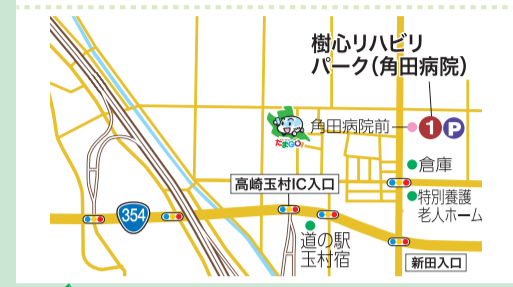 樹心リハビリ
パーク(角田病院)
角田病院前
1
P
たまGO!
倉庫
高崎玉村IC入口
特別養護
老人ホーム
354
道の駅
玉村宿
新田入口